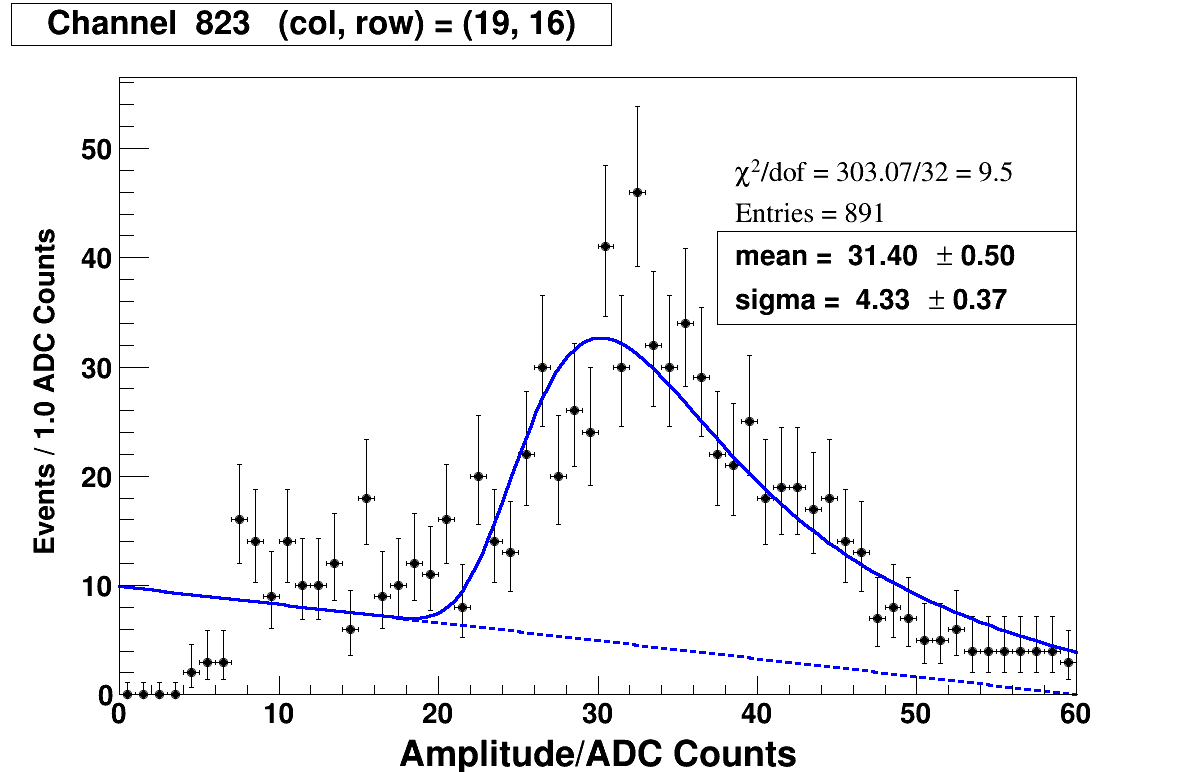 Channel  823   (col, row) = (19, 16)
χ²/dof = 303.07/32 = 9.5
Entries = 891
mean =  31.40  ± 0.50
sigma =  4.33  ± 0.37
Events / 1.0 ADC Counts
50
40
30
20
10
0
0 10 20 30 40 50 60
Amplitude/ADC Counts